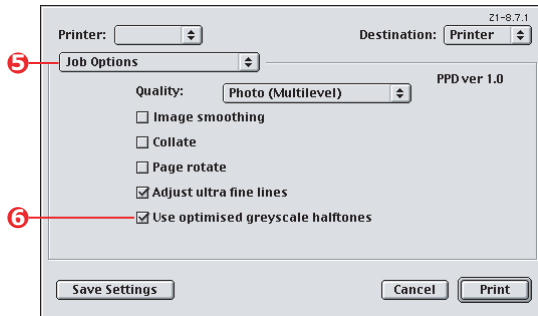 Z1-8.7.1
Printer: Destination: Printer
5 Job Options
PPD ver 1.0
Quality: Photo (Multilevel)
Image smoothing
Collate
Page rotate
Adjust ultra fine lines
6 Use optimised greyscale halftones
Save Settings Cancel Print